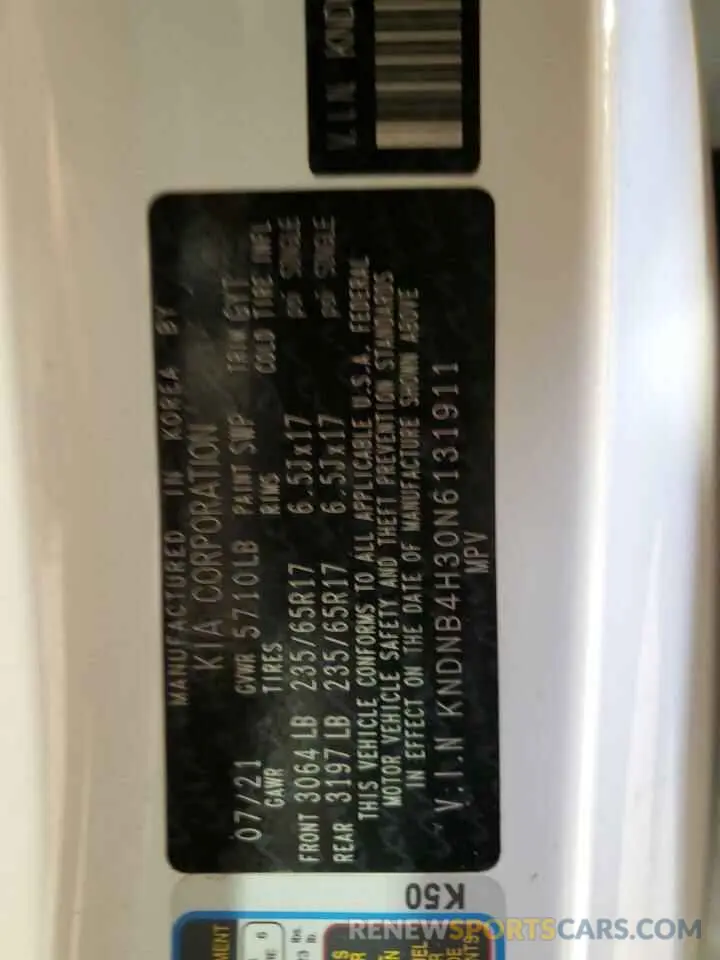 V.I.N KND
MANUFACTURED IN KOREA BY
KIA CORPORATION
07/21 GVWR 5710LB PAINT SWP TRIM GYT
GAWR TIRES RIMS COLD TIRE INFL
FRONT 3064 LB 235/65R17 6.5Jx17 psi SINGLE
REAR 3197 LB 235/65R17 6.5Jx17 psi SINGLE
THIS VEHICLE CONFORMS TO ALL APPLICABLE U.S.A. FEDERAL
MOTOR VEHICLE SAFETY AND THEFT PREVENTION STANDARDS
IN EFFECT ON THE DATE OF MANUFACTURE SHOWN ABOVE
V.I.N KNDNB4H30N6131911
MPV
K50
RENEWSPORTSCARS.COM